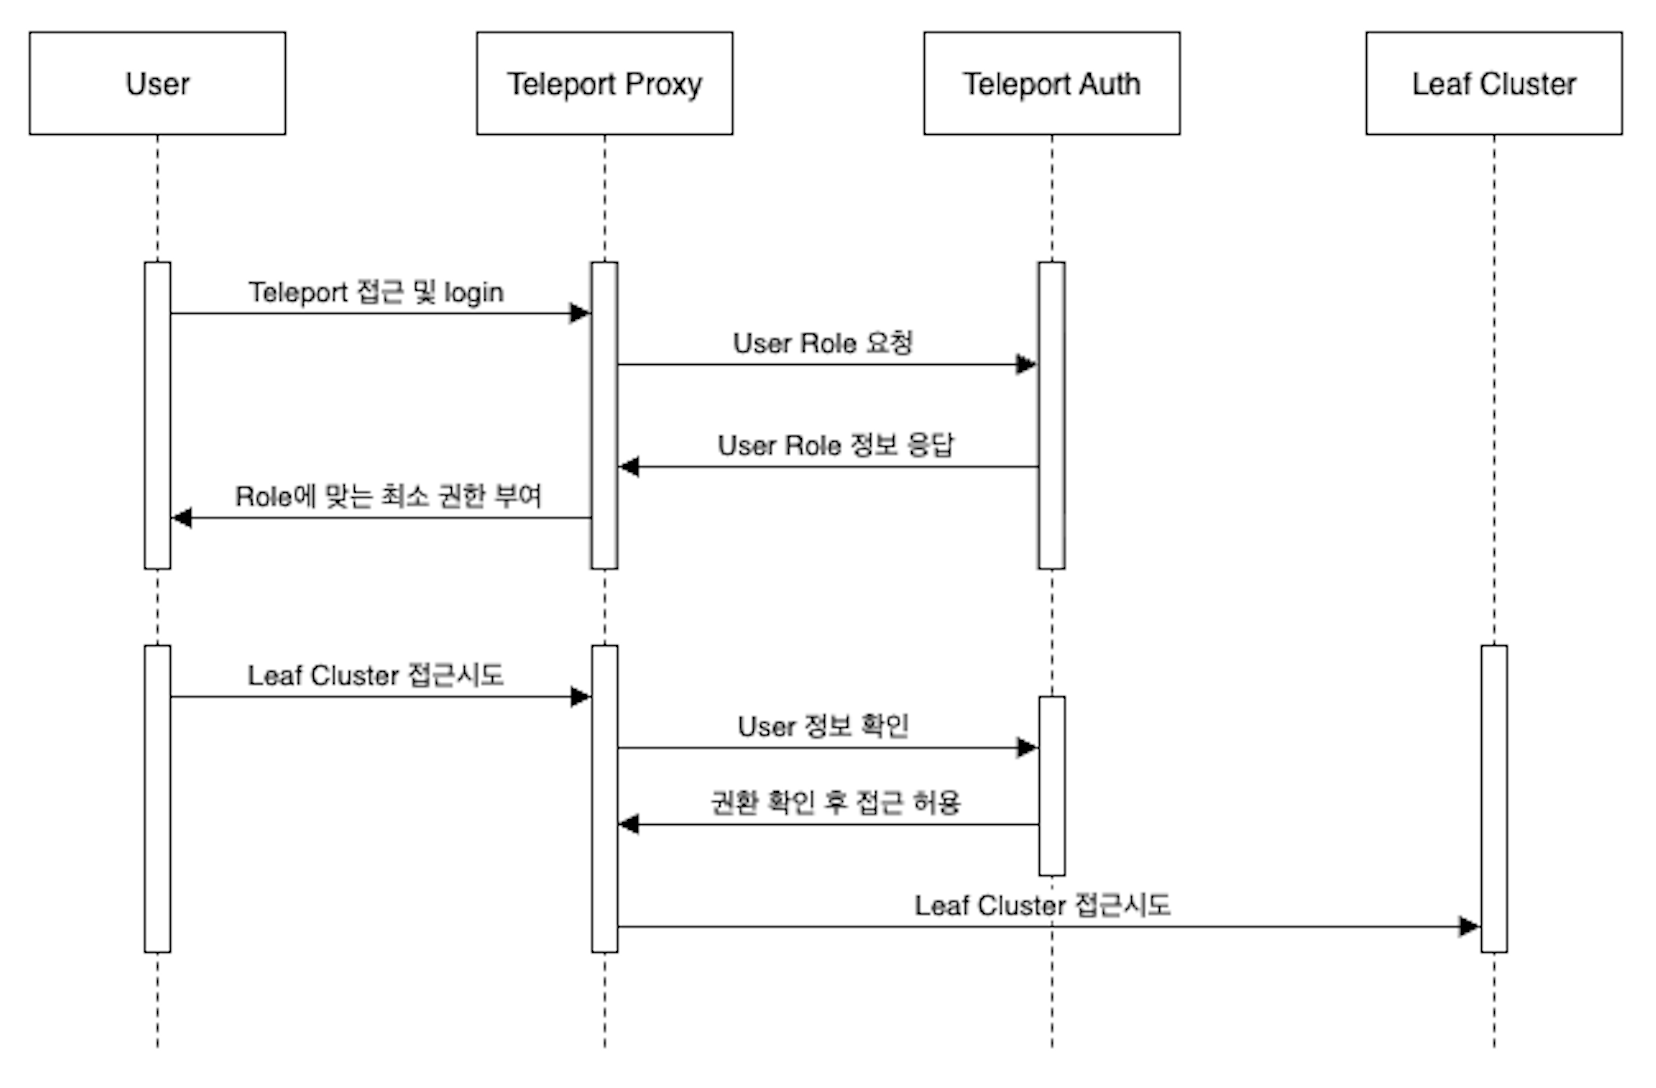 User
Teleport Proxy
Teleport Auth
Leaf Cluster
Teleport 접근 및 login
User Role 요청
User Role 정보 응답
Role에 맞는 최소 권한 부여
Leaf Cluster 접근시도
User 정보 확인
권환 확인 후 접근 허용
Leaf Cluster 접근시도